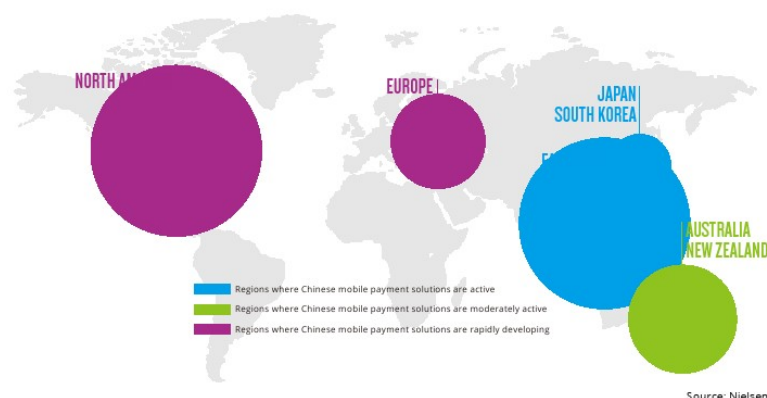 NORTH
EUROPE
JAPAN
SOUTH KOREA
AUSTRALIA
NEW ZEALAND
Regions where Chinese mobile payment solutions are active
Regions where Chinese mobile payment solutions are moderately active
Regions where Chinese mobile payment solutions are rapidly developing
Source: Nielsen